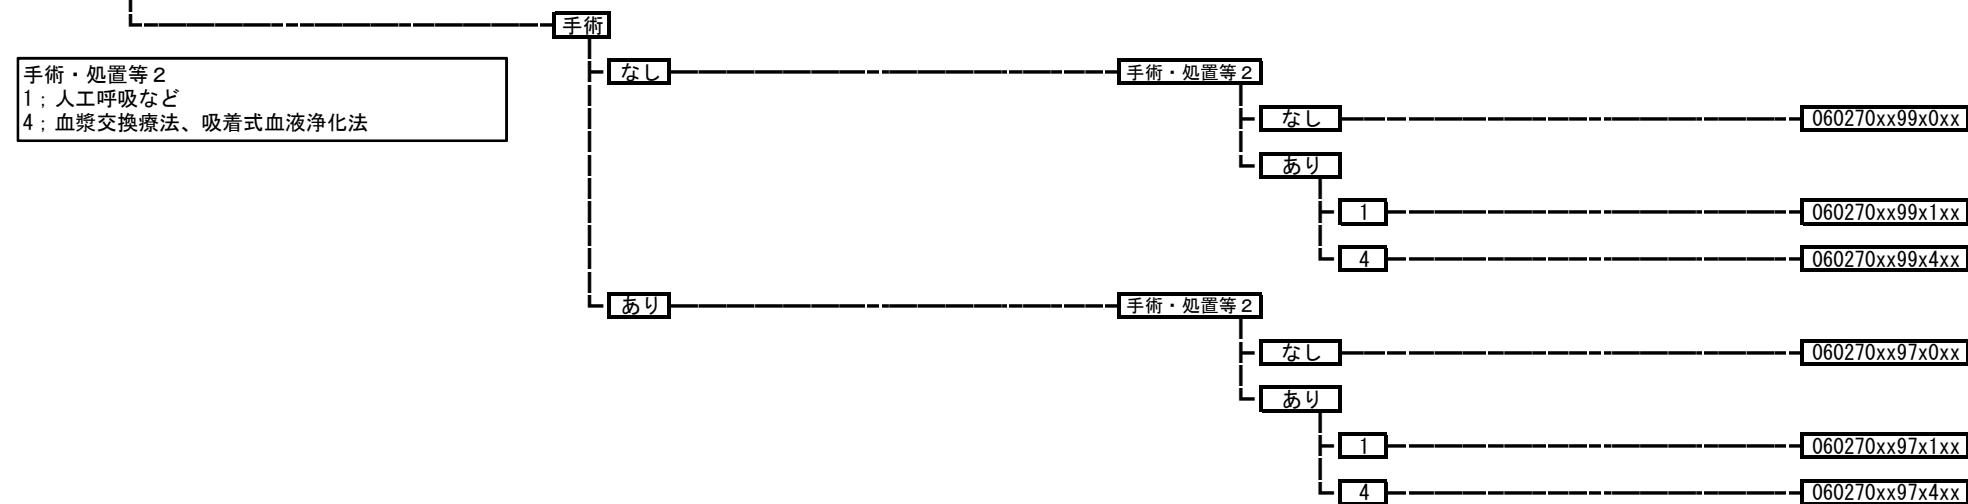 手術
手術・処置等２
1；人工呼吸など
4；血漿交換療法、吸着式血液浄化法
なし
手術・処置等２
なし
060270xx99x0xx
あり
1
060270xx99x1xx
4
060270xx99x4xx
あり
手術・処置等２
なし
060270xx97x0xx
あり
1
060270xx97x1xx
4
060270xx97x4xx